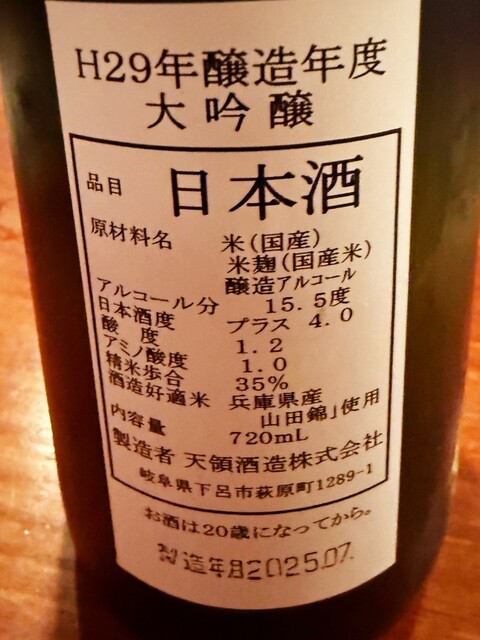 H29年醸造年度
大吟醸
品目 日本酒
原材料名 米(国産)
米麹(国産米)
醸造アルコール
アルコール分 15.5度
日本酒度 プラス 4.0
酸度 1.2
アミノ酸度 1.0
精米歩合 35%
酒造好適米 兵庫県産
山田錦」使用
内容量 720mL
製造者 天領酒造株式会社
岐阜県下呂市萩原町1289-1
お酒は20歳になってから。
製造年月2025.07.